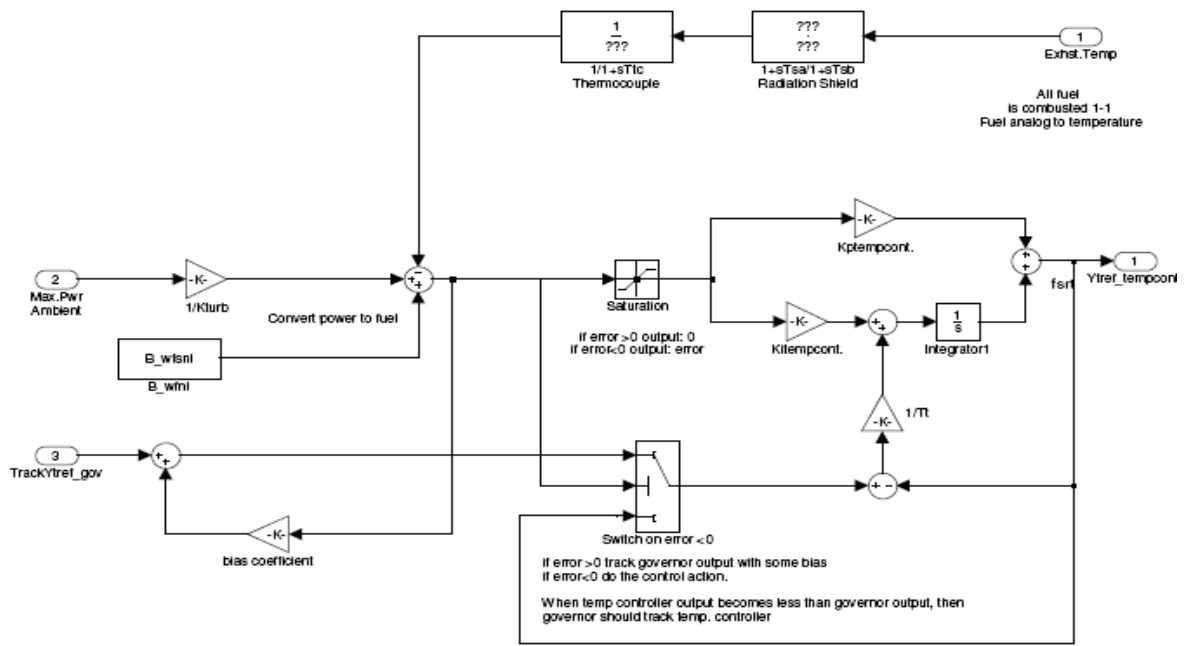 1
???
1/1+sTtc
Thermocouple
???
.
???
1+sTsa/1+sTsb
Radiation Shield
1
Exhst.Temp
All fuel
is combusted 1-1
Fuel analog to temperature
-K-
Kptempcont.
2
Max.Pwr
Ambient
-K-
1/Kturb
Convert power to fuel
− + +
Saturation
if error>0 output: 0
if error<0 output: error
-K-
Kitempcont.
+ +
1
s
Integrator1
+ +
fsrt
1
Ytref_tempcont
B_wfsnl
B_wfnl
-K-
1/Tt
3
TrackYtref_gov
+ +
-K-
bias coefficient
Switch on error <0
+ −
if error >0 track governor output with some bias
if error<0 do the control action.
When temp controller output becomes less than governor output, then
governor should track temp. controller